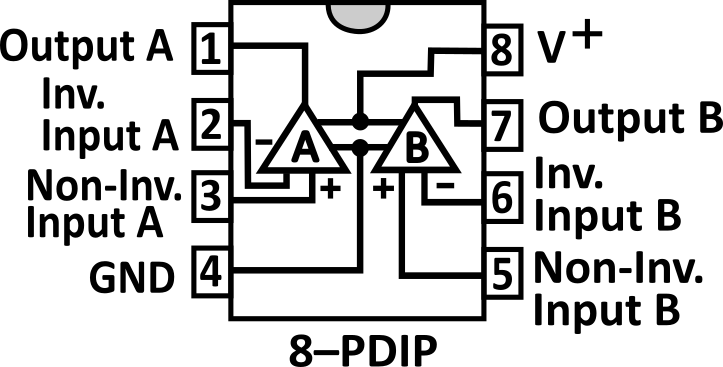 Output A
1
Inv.
Input A
2
Non-Inv.
Input A
3
GND
4
8
V+
7
Output B
6
Inv.
Input B
5
Non-Inv.
Input B
-
A
+
+
B
-
8–PDIP